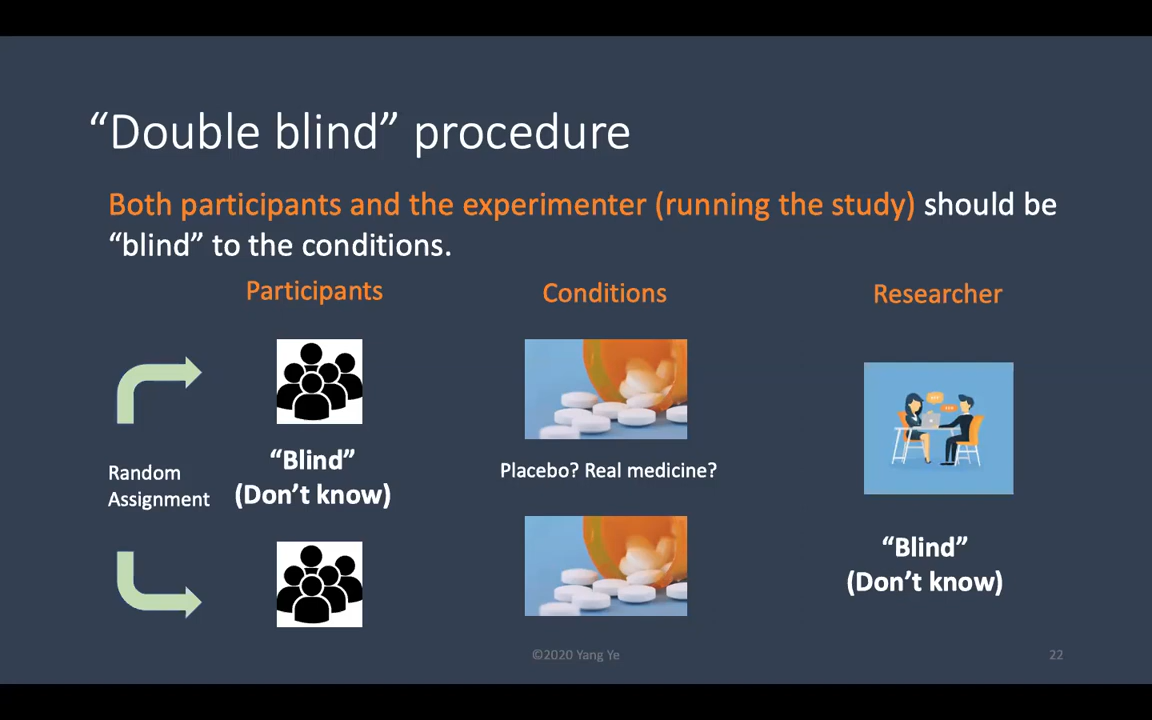 “Double blind” procedure
Both participants and the experimenter (running the study) should be
“blind” to the conditions.
Participants
Conditions
Researcher
Random
Assignment
“Blind”
(Don’t know)
Placebo? Real medicine?
“Blind”
(Don’t know)
©2020 Yang Ye
22